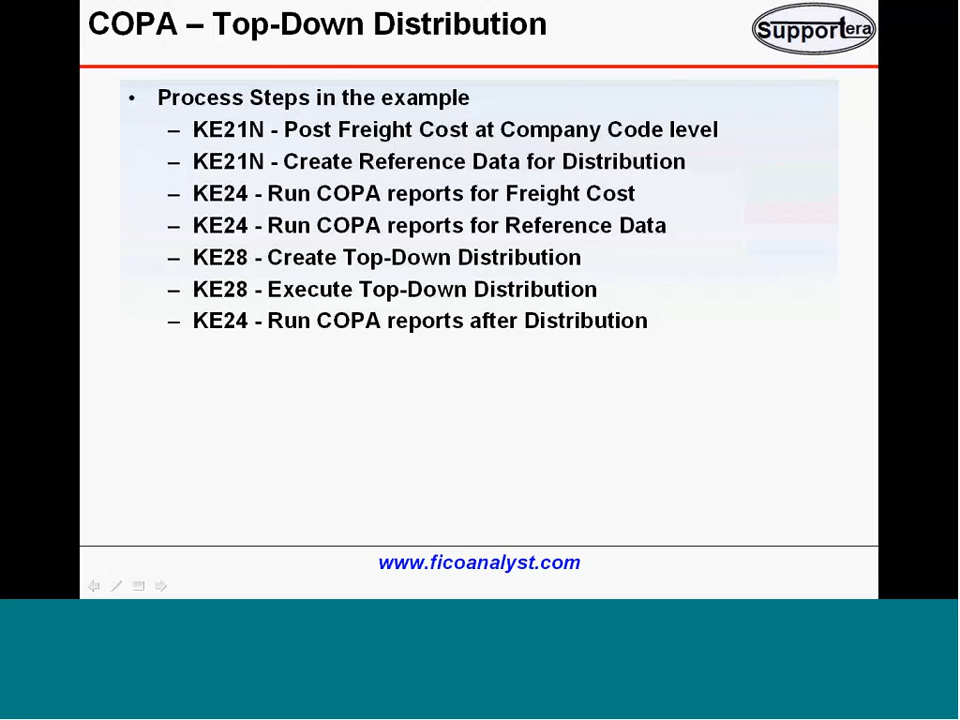 COPA – Top-Down Distribution
Supportera
• Process Steps in the example
– KE21N - Post Freight Cost at Company Code level
– KE21N - Create Reference Data for Distribution
– KE24 - Run COPA reports for Freight Cost
– KE24 - Run COPA reports for Reference Data
– KE28 - Create Top-Down Distribution
– KE28 - Execute Top-Down Distribution
– KE24 - Run COPA reports after Distribution
www.ficoanalyst.com